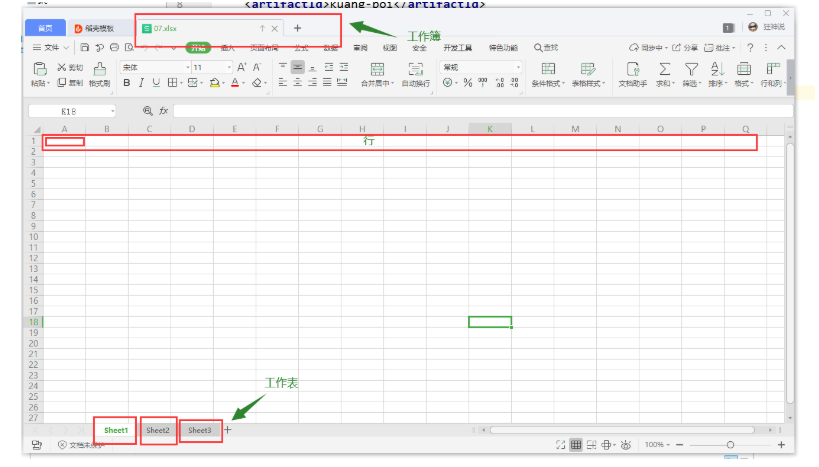 8 <artifactId>kuang-poi</artifactId>
首页 稻壳模板 07.xlsx 1 狂神说
工作簿
文件 开始 插入 页面布局 公式 数据 审阅 视图 安全 开发工具 特色功能 查找 同步中 分享 批注
粘贴 剪切 复制 格式刷 宋体 11 合并居中 自动换行 常规 条件格式 表格样式 文档助手 求和 筛选 排序 格式 行和列
K18 fx
A B C D E F G H I J K L M N O P Q
1 行
2
3
4
5
6
7
8
9
10
11
12
13
14
15
16
17
18
19
20
21
22
23
24
25
26
27
工作表
Sheet1 Sheet2 Sheet3
文档未保护 100%